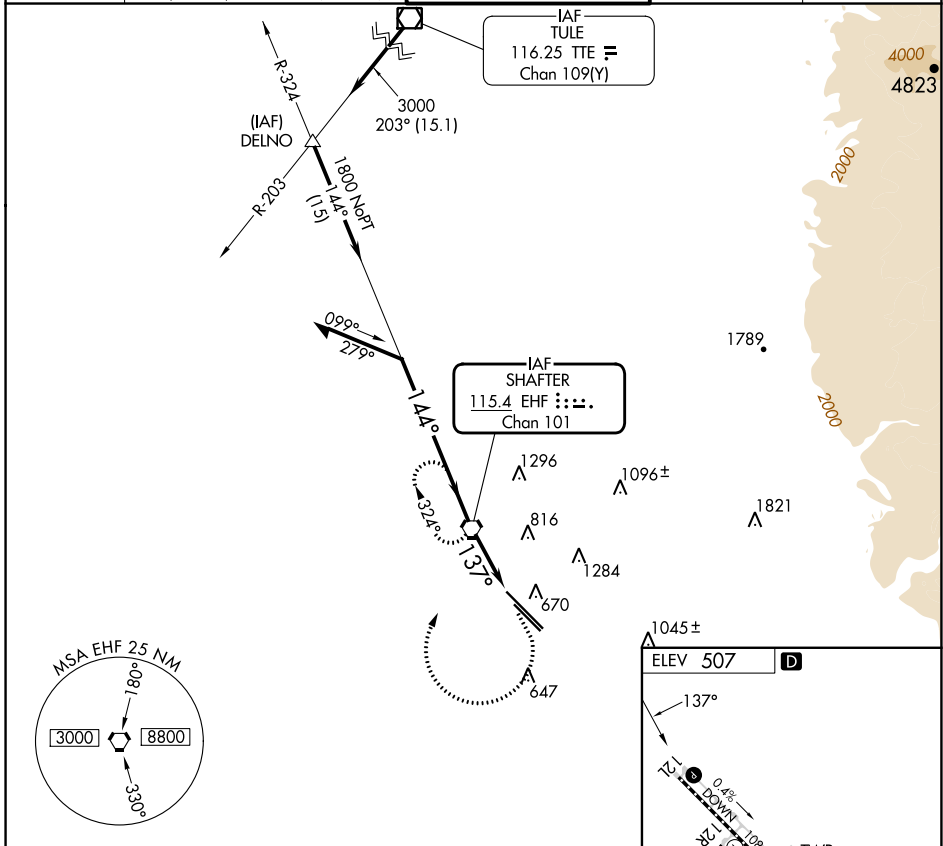 IAF
TULE
116.25 TTE
Chan 109(Y)
4000
4823
R-324
3000
203° (15.1)
(IAF)
DELNO
1800 NoPT
144°
(15)
R-203
2000
099°
279°
1789
IAF
SHAFTER
115.4 EHF
Chan 101
2000
144°
1296
1096±
1821
816
324°
137°
1284
670
1045±
647
MSA EHF 25 NM
180°
3000
8800
330°
ELEV 507
D
137°
12L
P
0.4%
DOWN
12R